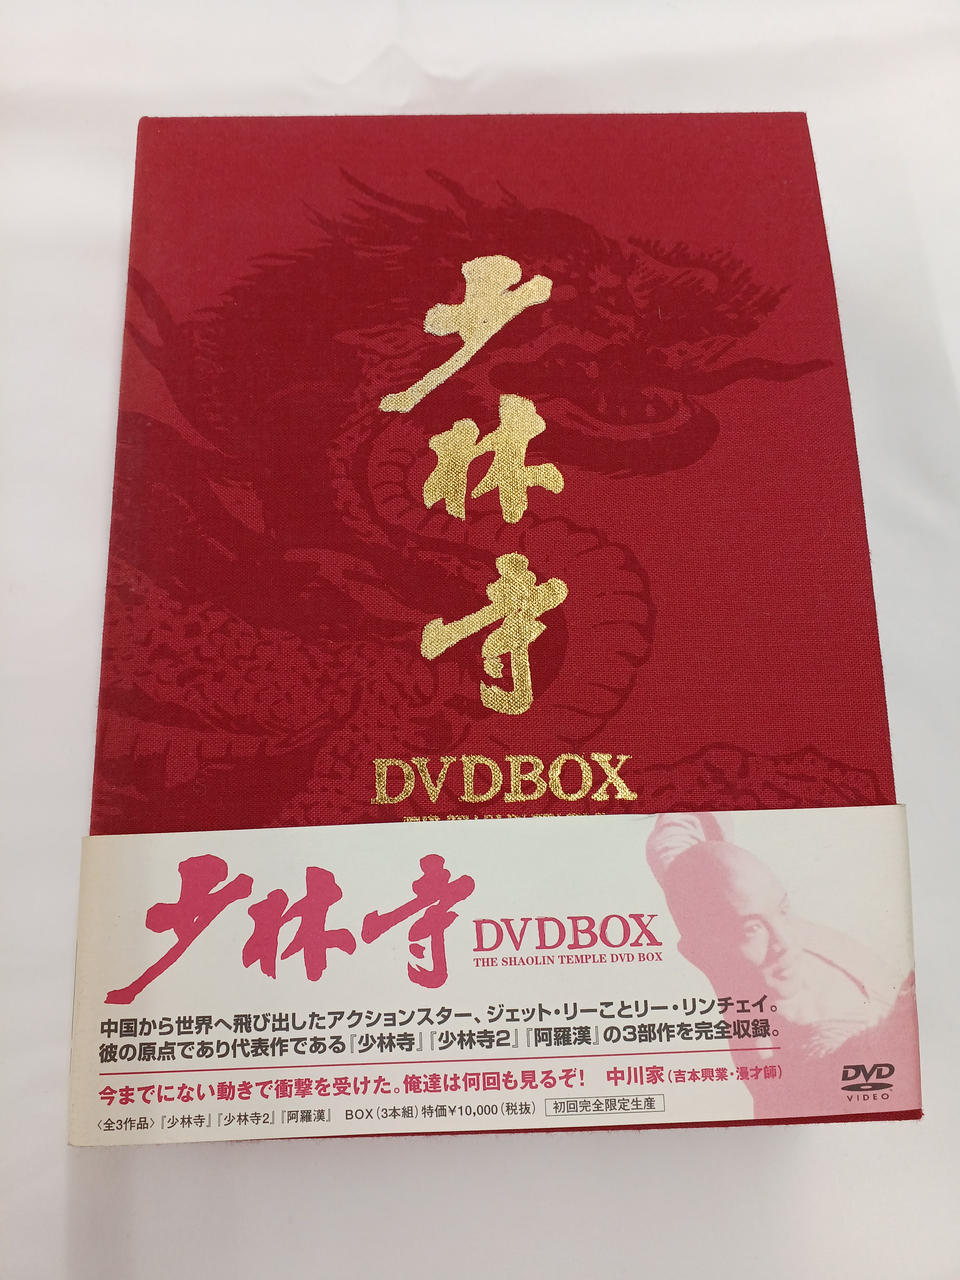 少林寺
DVDBOX
少林寺 DVDBOX
THE SHAOLIN TEMPLE DVD BOX
中国から世界へ飛び出したアクションスター、ジェット・リーことリー・リンチェイ。
彼の原点であり代表作である『少林寺』『少林寺2』『阿羅漢』の3部作を完全収録。
今までにない動きで衝撃を受けた。俺達は何回も見るぞ! 中川家(吉本興業・漫才師)
〈全3作品〉『少林寺』『少林寺2』『阿羅漢』 BOX(3本組)特価¥10,000(税抜) 初回完全限定生産
DVD
VIDEO